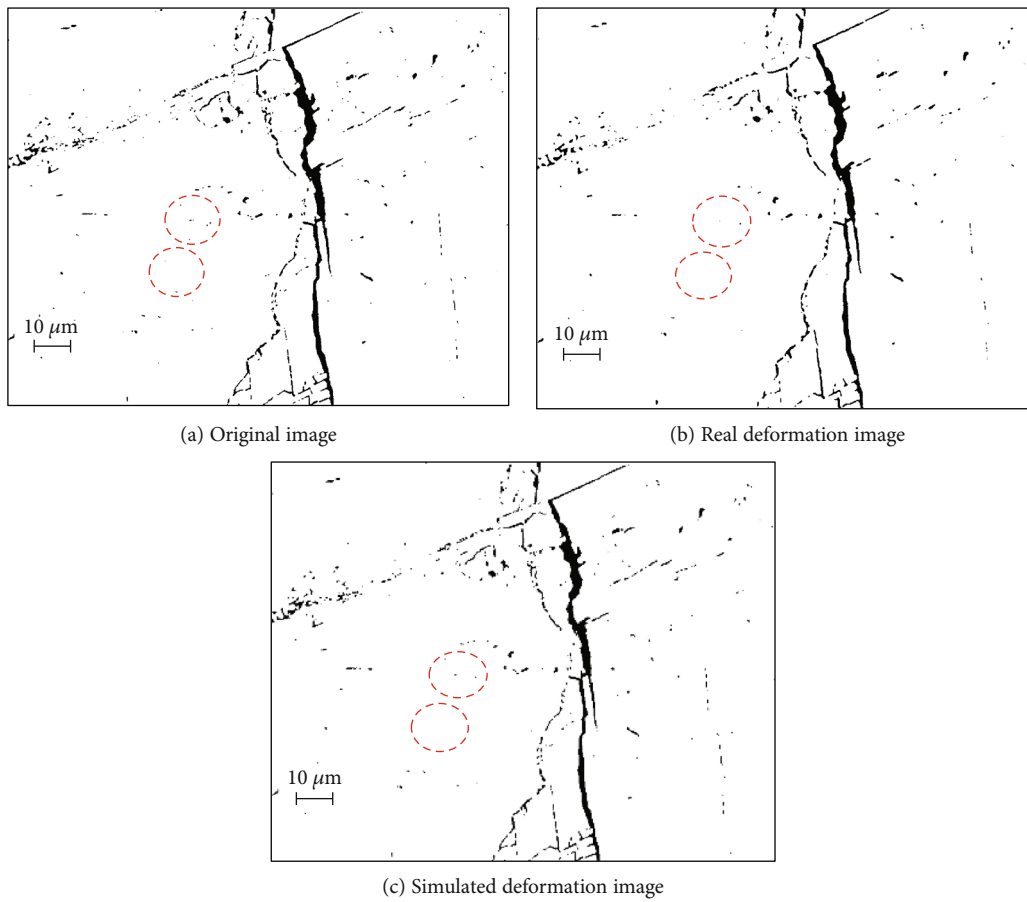 10 µm
10 µm
(a) Original image
(b) Real deformation image
10 µm
(c) Simulated deformation image